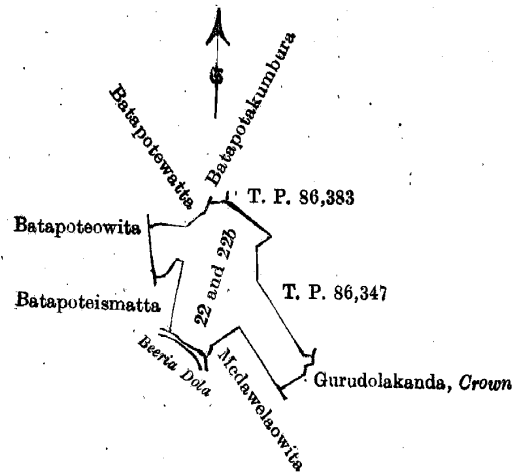 Batapotewatta
Batapotakumbura
T. P. 86,383
Batapoteowita
22 and 22b
T. P. 86,347
Batapoteismatta
Beeria Dola
Medawelaowita
Gurudolakanda, Crown